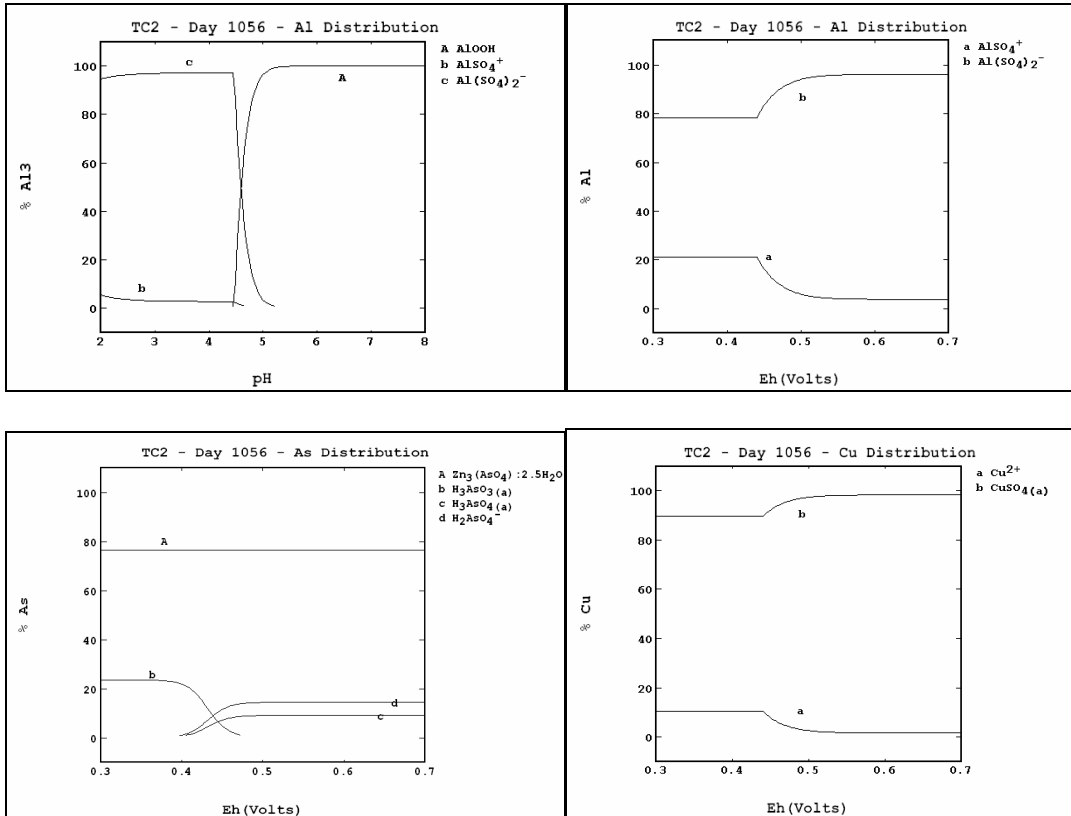 TC2 - Day 1056 - Al Distribution
A AlOOH
b AlSO₄⁺
c Al(SO₄)₂⁻
% Al3
100
80
60
40
20
0
c
A
b
2 3 4 5 6 7 8
pH
TC2 - Day 1056 - Al Distribution
a AlSO₄⁺
b Al(SO₄)₂⁻
% Al
100
80
60
40
20
0
b
a
0.3 0.4 0.5 0.6 0.7
Eh(Volts)
TC2 - Day 1056 - As Distribution
A Zn₃(AsO₄):2.5H₂O
b H₃AsO₃(a)
c H₃AsO₄(a)
d H₂AsO₄⁻
% As
100
80
60
40
20
0
A
b
d
c
0.3 0.4 0.5 0.6 0.7
Eh(Volts)
TC2 - Day 1056 - Cu Distribution
a Cu²⁺
b CuSO₄(a)
% Cu
100
80
60
40
20
0
b
a
0.3 0.4 0.5 0.6 0.7
Eh(Volts)